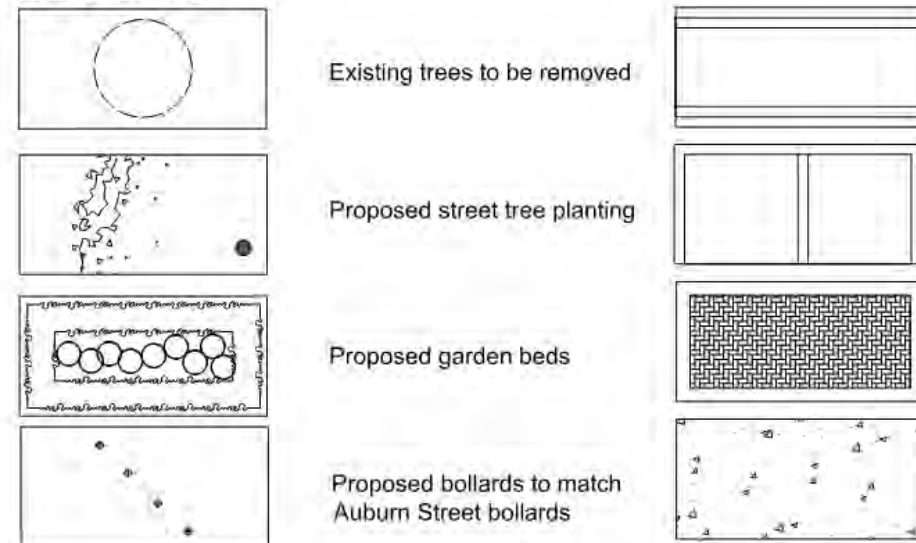 Existing trees to be removed
Proposed street tree planting
Proposed garden beds
Proposed bollards to match
Auburn Street bollards